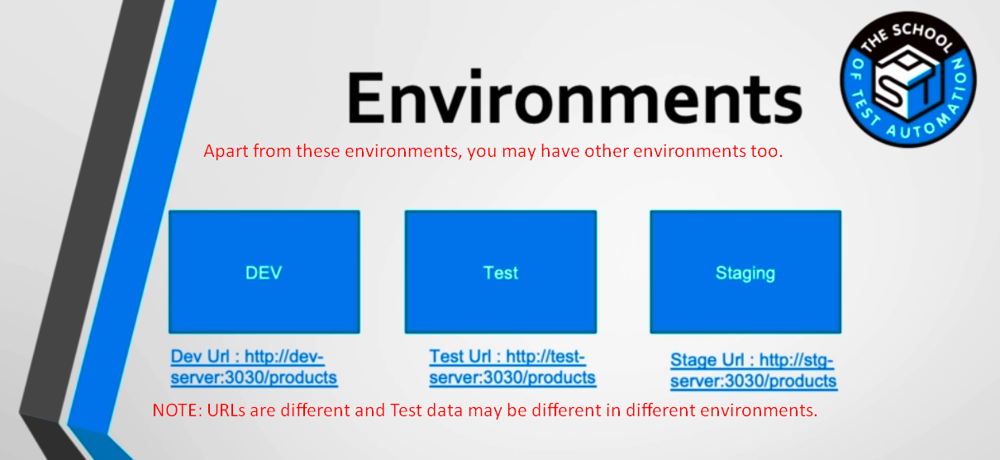 THE SCHOOL
OF TEST AUTOMATION
AST
Environments
Apart from these environments, you may have other environments too.
DEV
Test
Staging
Dev Url : http://dev-
server:3030/products
Test Url : http://test-
server:3030/products
Stage Url : http://stg-
server:3030/products
NOTE: URLs are different and Test data may be different in different environments.